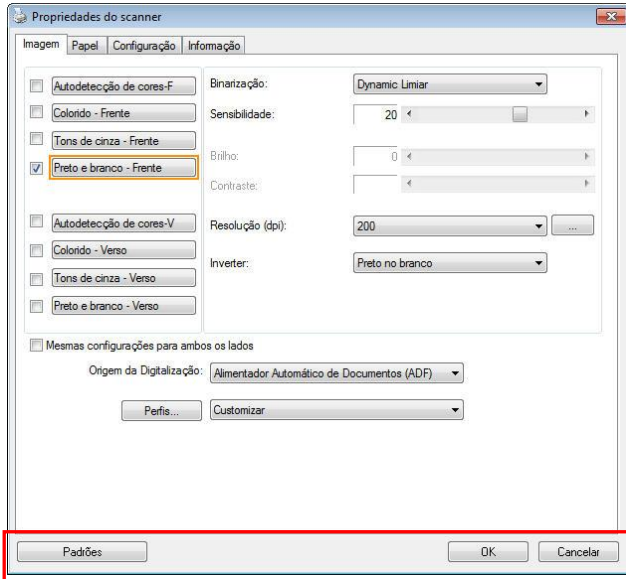 Propriedades do scanner
Imagem Papel Configuração Informação
Autodetecção de cores-F
Colorido - Frente
Tons de cinza - Frente
Preto e branco - Frente
Autodetecção de cores-V
Colorido - Verso
Tons de cinza - Verso
Preto e branco - Verso
Binarização: Dynamic Limiar
Sensibilidade: 20
Brilho: 0
Contraste:
Resolução (dpi): 200 ...
Inverter: Preto no branco
Mesmas configurações para ambos os lados
Origem da Digitalização: Alimentador Automático de Documentos (ADF)
Perfis... Customizar
Padrões OK Cancelar